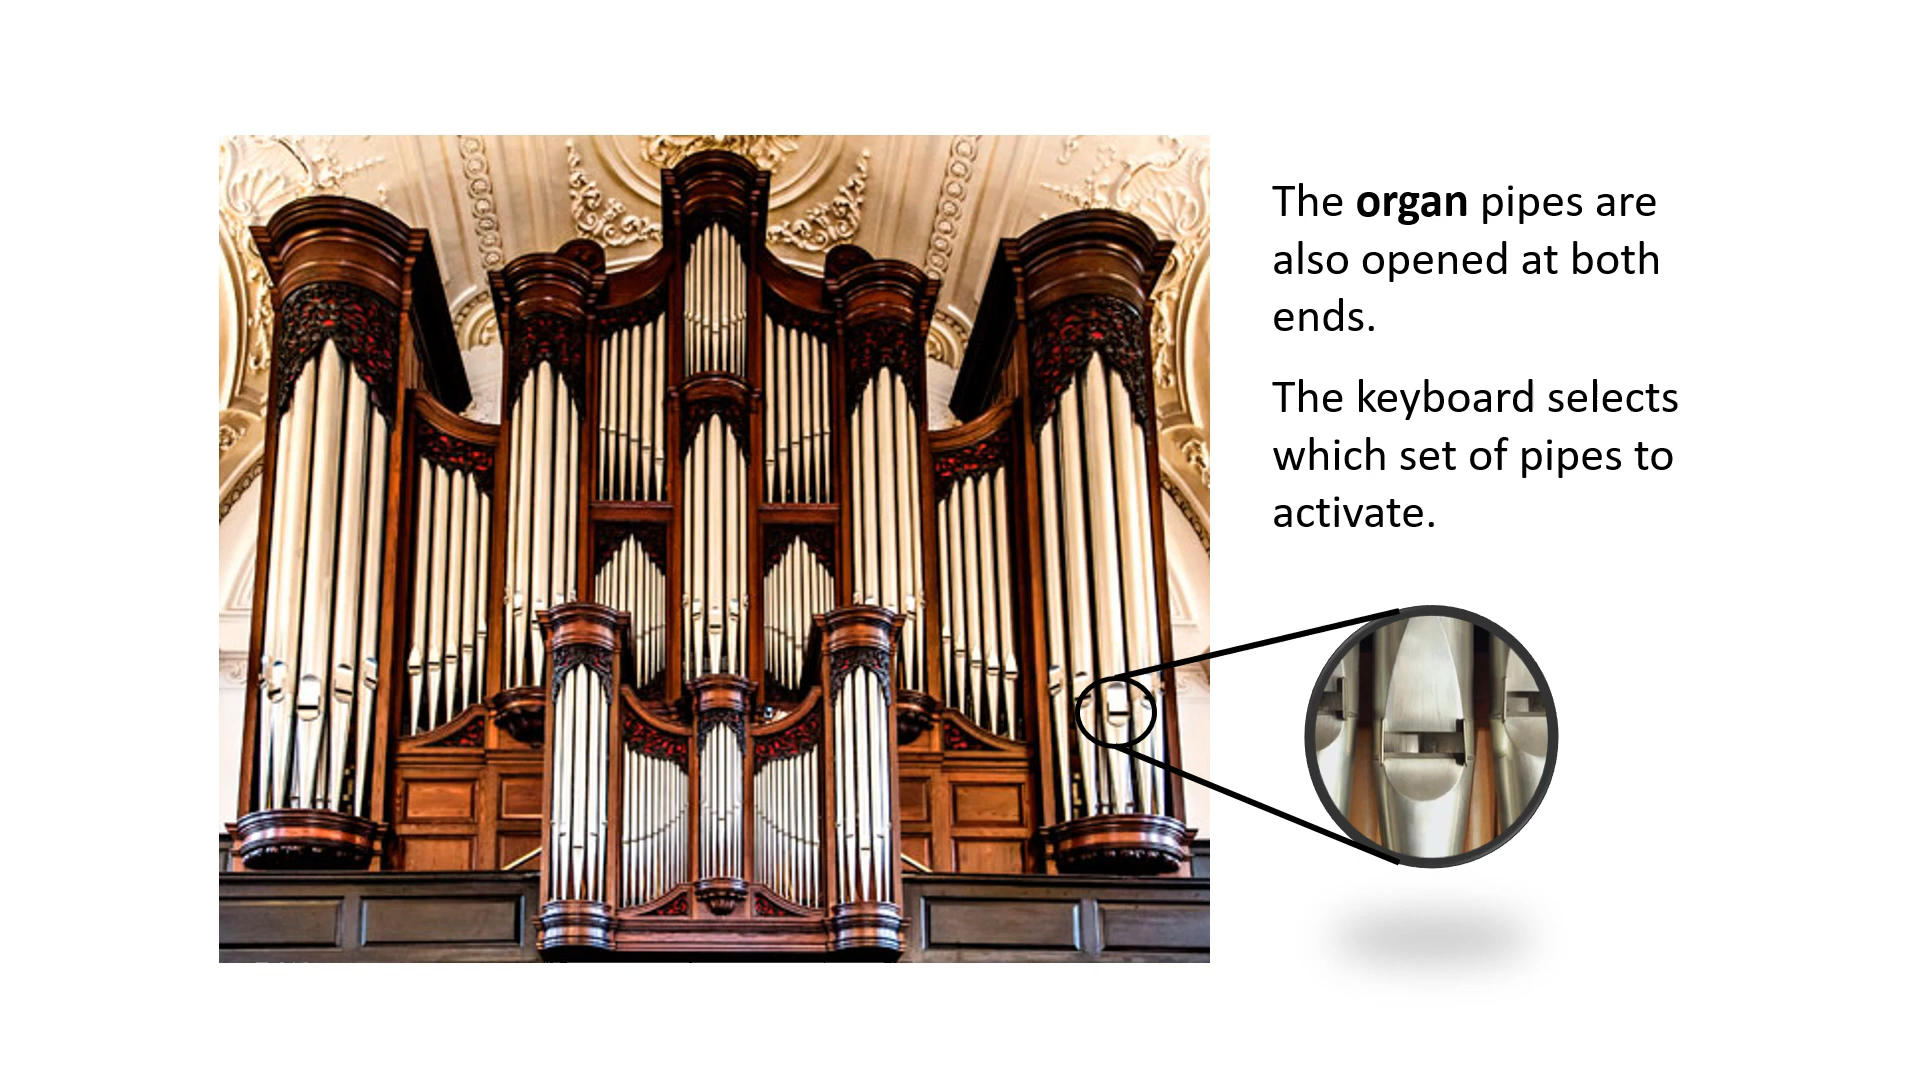 The organ pipes are
also opened at both
ends.
The keyboard selects
which set of pipes to
activate.